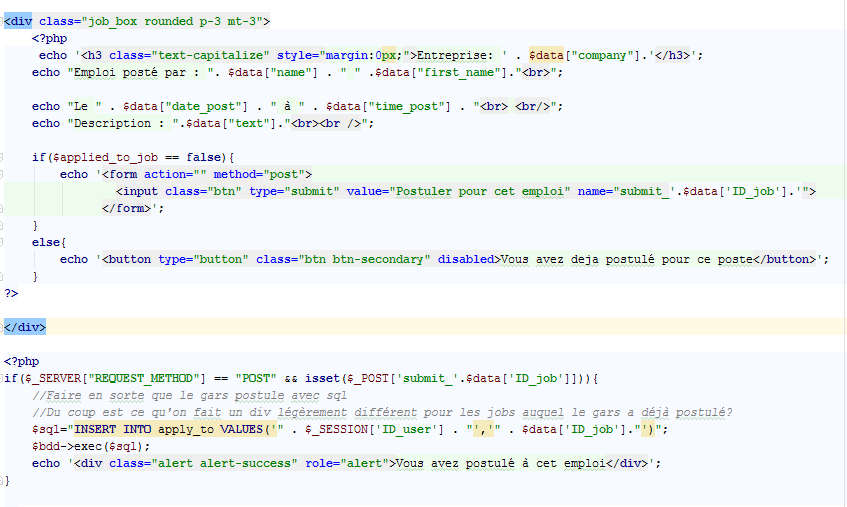 <div class="job_box rounded p-3 mt-3">
<?php
echo '<h3 class="text-capitalize" style="margin:0px;">Entreprise: ' . $data["company"].'</h3>';
echo "Emploi posté par : ". $data["name"] . " " .$data["first_name"]."<br>";
echo "Le " . $data["date_post"] . " à " . $data["time_post"] . "<br> <br/>";
echo "Description : ".$data["text"]."<br><br />";
if($applied_to_job == false){
echo '<form action="" method="post">
<input class="btn" type="submit" value="Postuler pour cet emploi" name="submit_'.$data['ID_job'].'">
</form>';
}
else{
echo '<button type="button" class="btn btn-secondary" disabled>Vous avez deja postulé pour ce poste</button>';
}
?>
</div>
<?php
if($_SERVER["REQUEST_METHOD"] == "POST" && isset($_POST['submit_'.$data['ID_job']])){
//Faire en sorte que le gars postule avec sql
//Du coup est ce qu'on fait un div légèrement différent pour les jobs auquel le gars a déjà postulé?
$sql="INSERT INTO apply_to VALUES('" . $_SESSION['ID_user'] . "','" . $data['ID_job']."')";
$bdd->exec($sql);
echo '<div class="alert alert-success" role="alert">Vous avez postulé à cet emploi</div>';
}